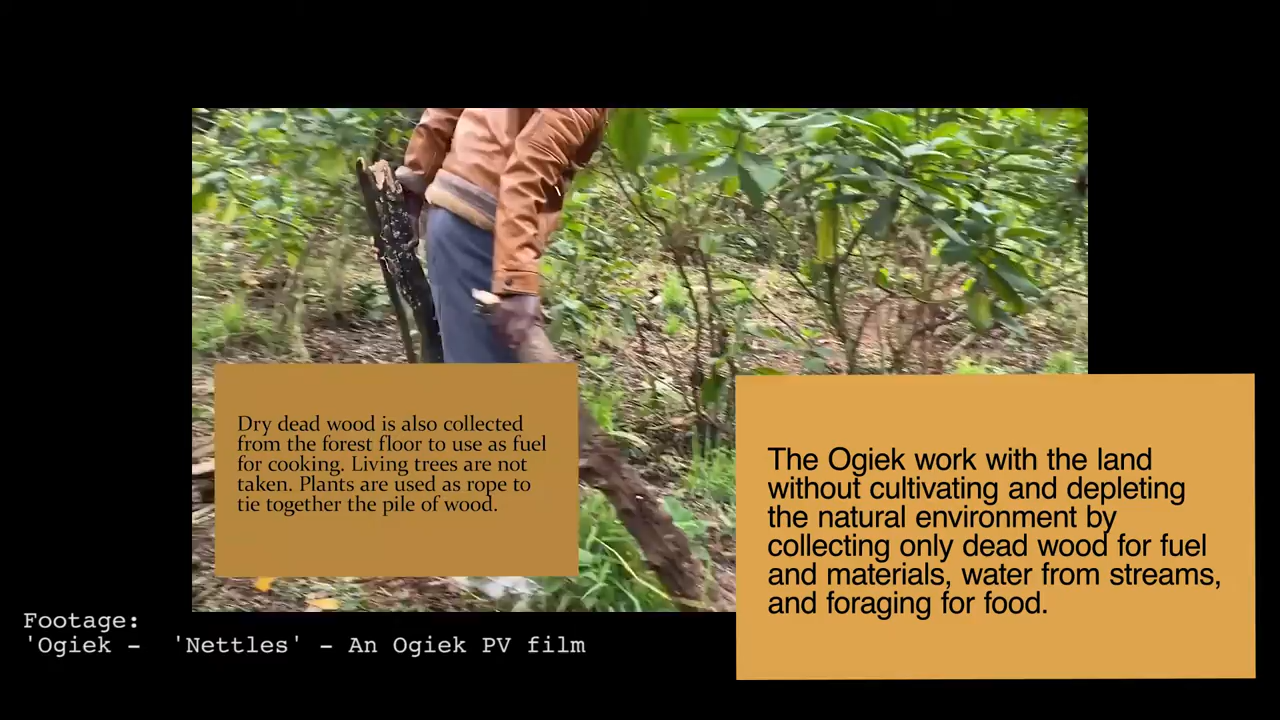 Dry dead wood is also collected
from the forest floor to use as fuel
for cooking. Living trees are not
taken. Plants are used as rope to
tie together the pile of wood.
The Ogiek work with the land
without cultivating and depleting
the natural environment by
collecting only dead wood for fuel
and materials, water from streams,
and foraging for food.
Footage:
'Ogiek -  'Nettles' - An Ogiek PV film